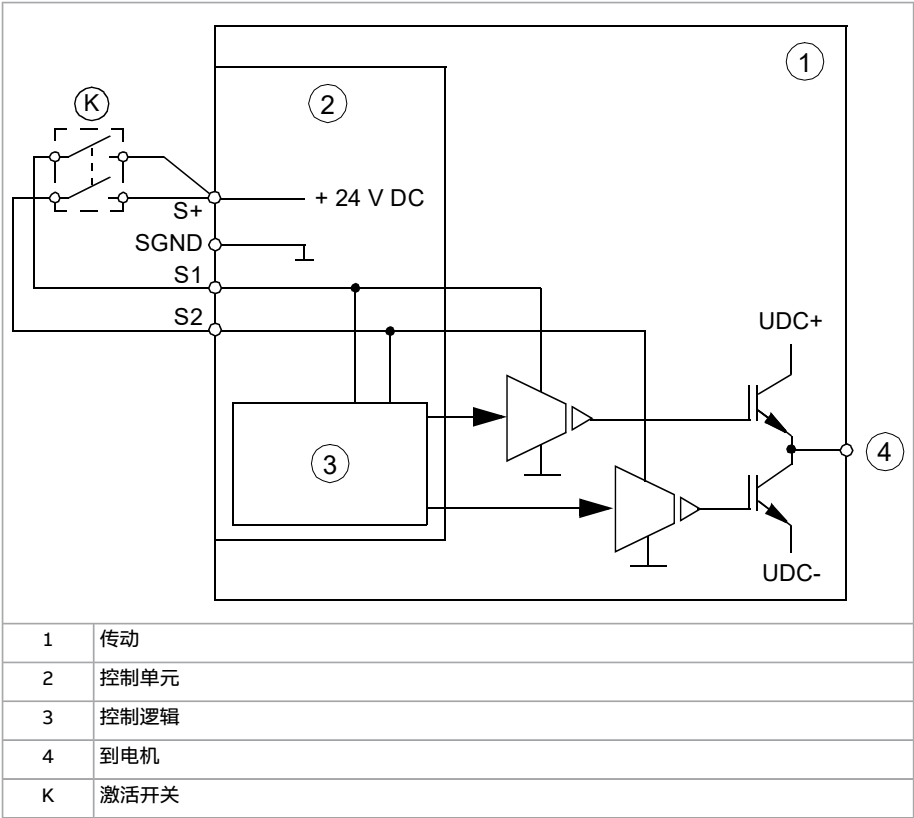 1
K
2
+ 24 V DC
S+
SGND
S1
S2
UDC+
3
4
UDC-
1 传动
2 控制单元
3 控制逻辑
4 到电机
K 激活开关